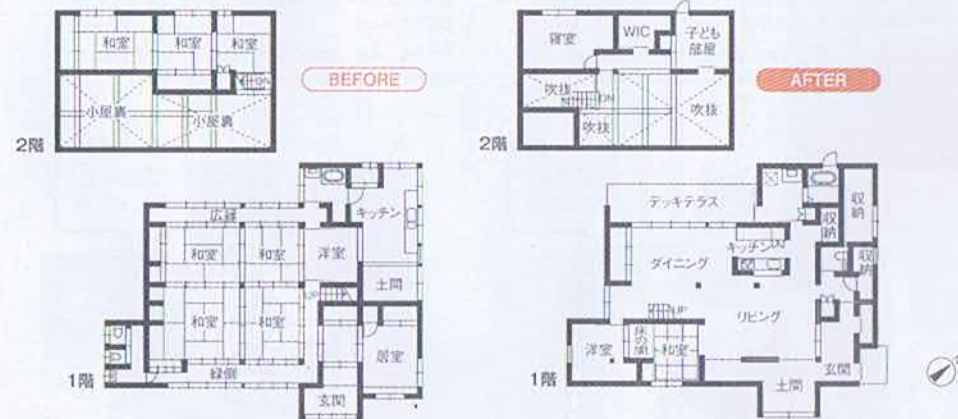 和室
和室
和室
DN
小屋裏
小屋裏
2階
BEFORE
広縁
キッチン
和室
和室
洋室
土間
UP
和室
和室
居室
縁側
1階
玄関
寝室
WIC
子ども
部屋
吹抜
DN
吹抜
吹抜
2階
AFTER
デッキテラス
収納
収納
キッチン
ダイニング
収納
UP
リビング
洋室
床の間
和室
玄関
土間
1階